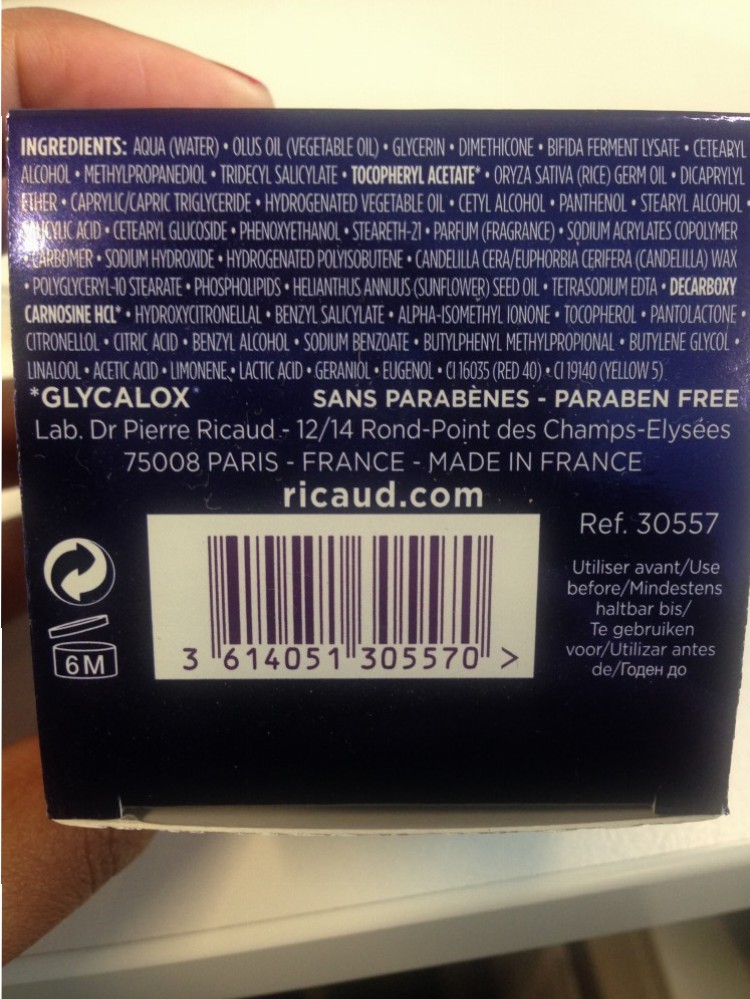 INGREDIENTS: AQUA (WATER) • OLUS OIL (VEGETABLE OIL) • GLYCERIN • DIMETHICONE • BIFIDA FERMENT LYSATE • CETEARYL
ALCOHOL • METHYLPROPANEDIOL • TRIDECYL SALICYLATE • TOCOPHERYL ACETATE* • ORYZA SATIVA (RICE) GERM OIL • DICAPRYLYL
ETHER • CAPRYLIC/CAPRIC TRIGLYCERIDE • HYDROGENATED VEGETABLE OIL • CETYL ALCOHOL • PANTHENOL • STEARYL ALCOHOL •
ACID • CETEARYL GLUCOSIDE • PHENOXYETHANOL • STEARETH-21 • PARFUM (FRAGRANCE) • SODIUM ACRYLATES COPOLYMER
• CARBOMER • SODIUM HYDROXIDE • HYDROGENATED POLYISOBUTENE • CANDELILLA CERA/EUPHORBIA CERIFERA (CANDELILLA) WAX
• POLYGLYCERYL-10 STEARATE • PHOSPHOLIPIDS • HELIANTHUS ANNUUS (SUNFLOWER) SEED OIL • TETRASODIUM EDTA • DECARBOXY
CARNOSINE HCL* • HYDROXYCITRONELLAL • BENZYL SALICYLATE • ALPHA-ISOMETHYL IONONE • TOCOPHEROL • PANTOLACTONE •
CITRONELLOL • CITRIC ACID • BENZYL ALCOHOL • SODIUM BENZOATE • BUTYLPHENYL METHYLPROPIONAL • BUTYLENE GLYCOL •
LINALOOL • ACETIC ACID • LIMONENE • LACTIC ACID • GERANIOL • EUGENOL • CI 16035 (RED 40) • CI 19140 (YELLOW 5)
*GLYCALOX SANS PARABÈNES - PARABEN FREE
Lab. Dr Pierre Ricaud - 12/14 Rond-Point des Champs-Elysées
75008 PARIS - FRANCE - MADE IN FRANCE
ricaud.com
Ref. 30557
Utiliser avant/Use
before/Mindestens
haltbar bis/
Te gebruiken
voor/Utilizar antes
de/Годен до
6M
3 614051 305570 >